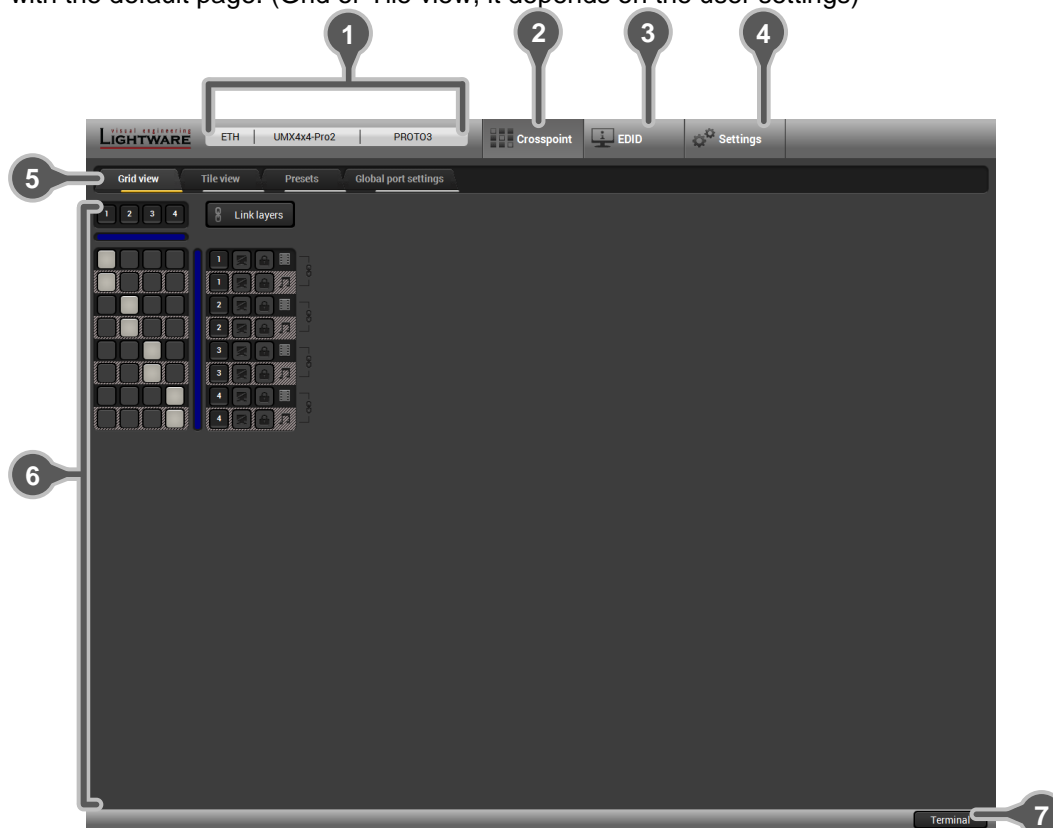 with the default page. (Grid or Tile view, it depends on the user settings)
1 2 3 4
visual engineering
LIGHTWARE ETH | UMX4x4-Pro2 | PROTO3 Crosspoint EDID Settings
5 Grid view Tile view Presets Global port settings
1 2 3 4 Link layers
1
1
2
2
3
3
4
4
6
Terminal 7